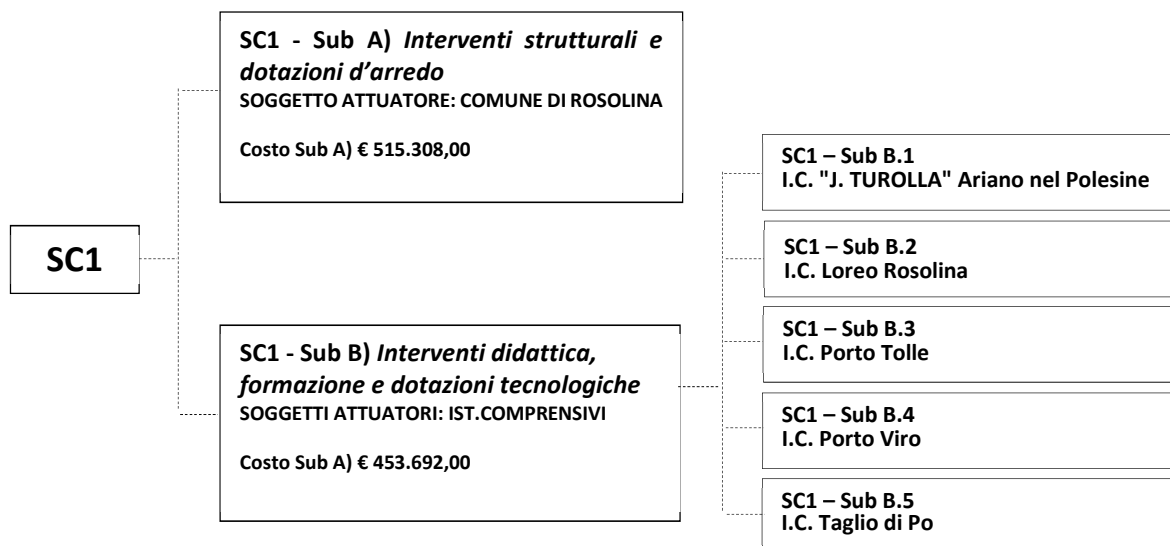 SC1
SC1 - Sub A) Interventi strutturali e
dotazioni d’arredo
SOGGETTO ATTUATORE: COMUNE DI ROSOLINA
Costo Sub A) € 515.308,00
SC1 - Sub B) Interventi didattica,
formazione e dotazioni tecnologiche
SOGGETTI ATTUATORI: IST.COMPRENSIVI
Costo Sub A) € 453.692,00
SC1 – Sub B.1
I.C. "J. TUROLLA" Ariano nel Polesine
SC1 – Sub B.2
I.C. Loreo Rosolina
SC1 – Sub B.3
I.C. Porto Tolle
SC1 – Sub B.4
I.C. Porto Viro
SC1 – Sub B.5
I.C. Taglio di Po